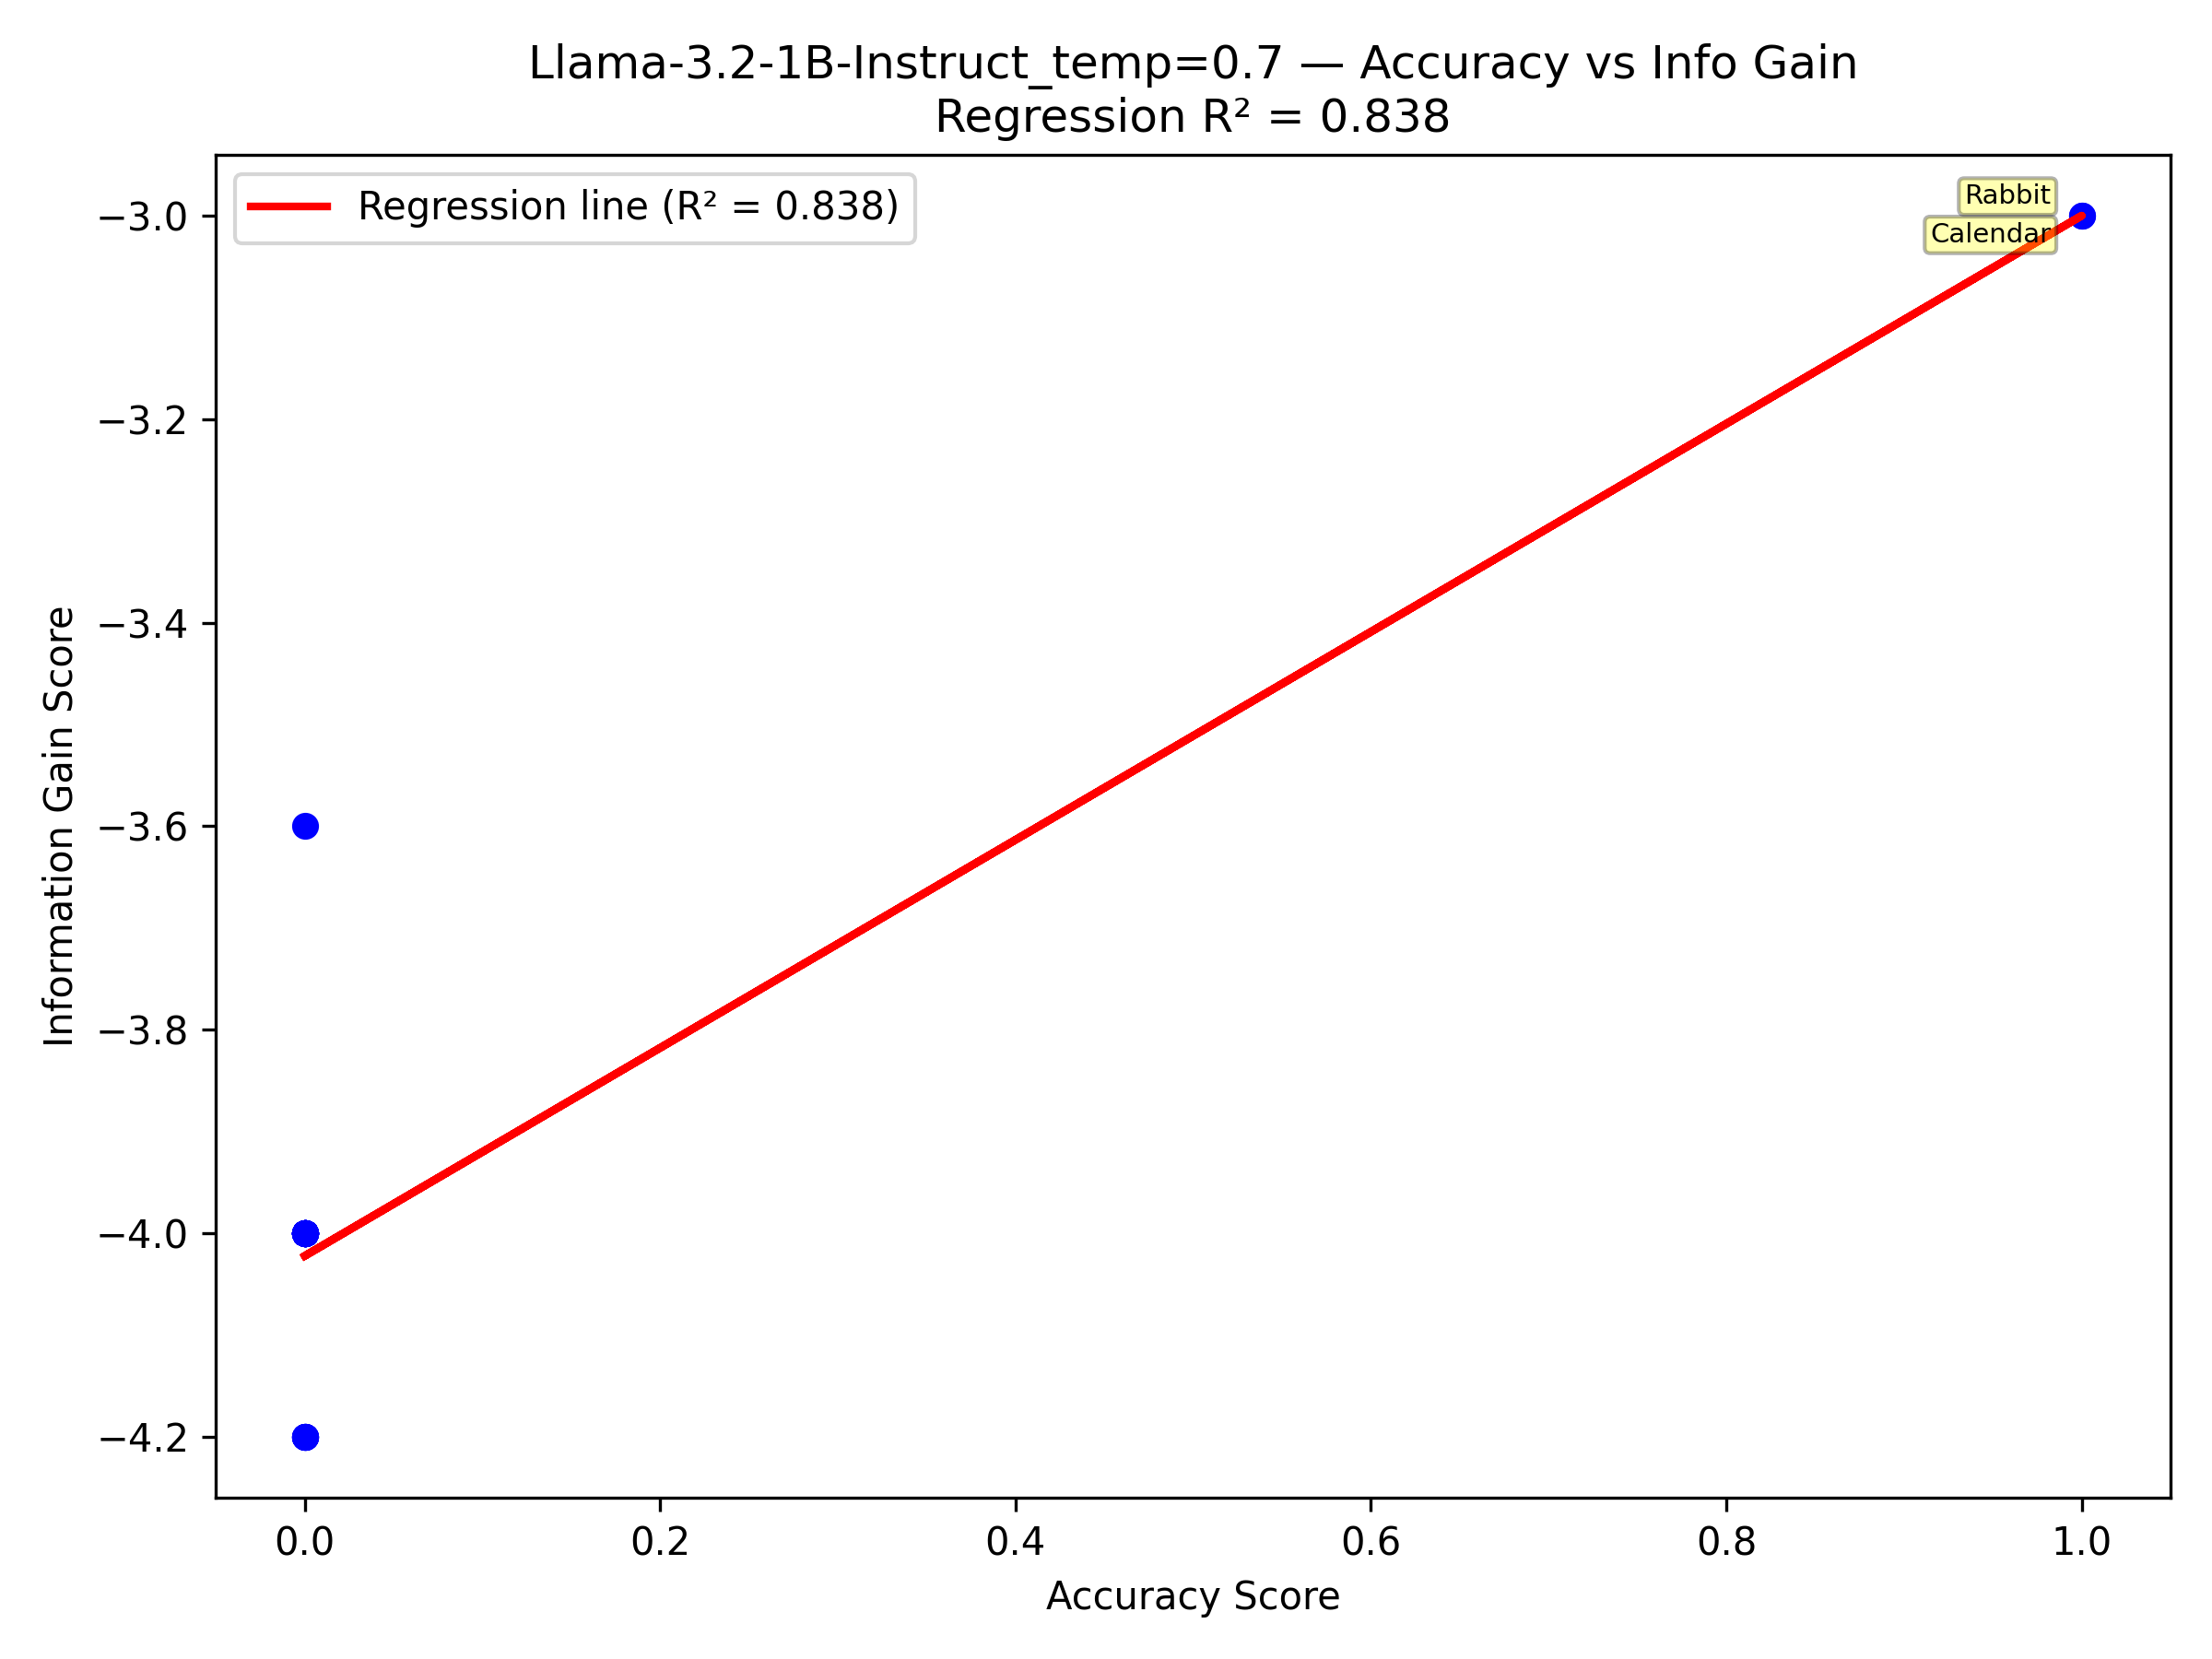 Llama-3.2-1B-Instruct_temp=0.7 — Accuracy vs Info Gain
Regression R² = 0.838
Regression line (R² = 0.838)
Rabbit
Calendar
Information Gain Score
−3.0
−3.2
−3.4
−3.6
−3.8
−4.0
−4.2
0.0
0.2
0.4
0.6
0.8
1.0
Accuracy Score